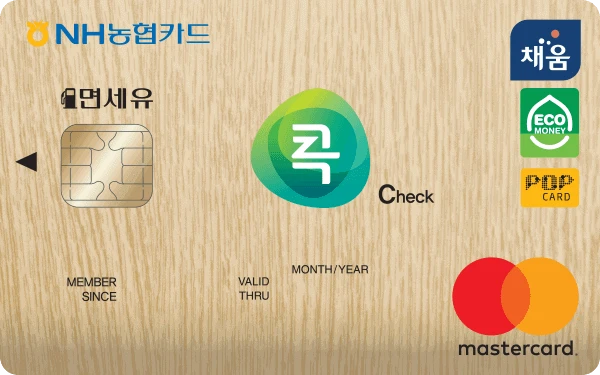 NH농협카드
채움
면세유
ECO
MONEY
콕
Check
POP
CARD
MONTH/YEAR
MEMBER
SINCE
VALID
THRU
mastercard.